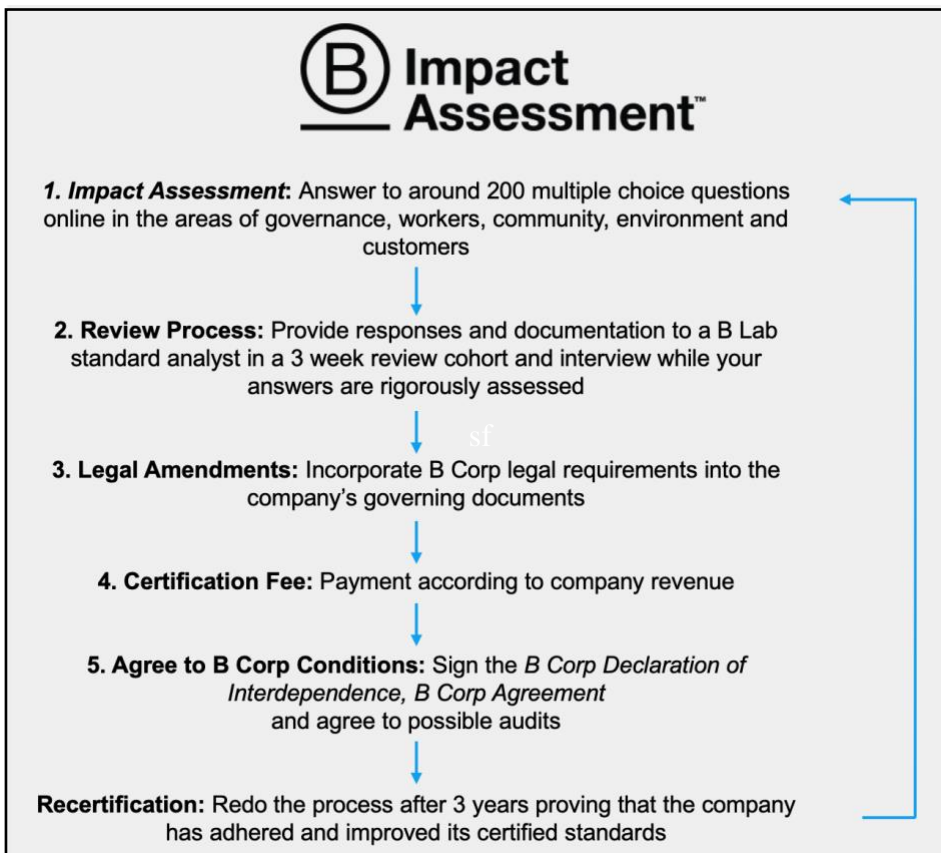 B Impact
Assessment™
1. Impact Assessment: Answer to around 200 multiple choice questions
online in the areas of governance, workers, community, environment and
customers
2. Review Process: Provide responses and documentation to a B Lab
standard analyst in a 3 week review cohort and interview while your
answers are rigorously assessed
sf
3. Legal Amendments: Incorporate B Corp legal requirements into the
company's governing documents
4. Certification Fee: Payment according to company revenue
5. Agree to B Corp Conditions: Sign the B Corp Declaration of
Interdependence, B Corp Agreement
and agree to possible audits
Recertification: Redo the process after 3 years proving that the company
has adhered and improved its certified standards